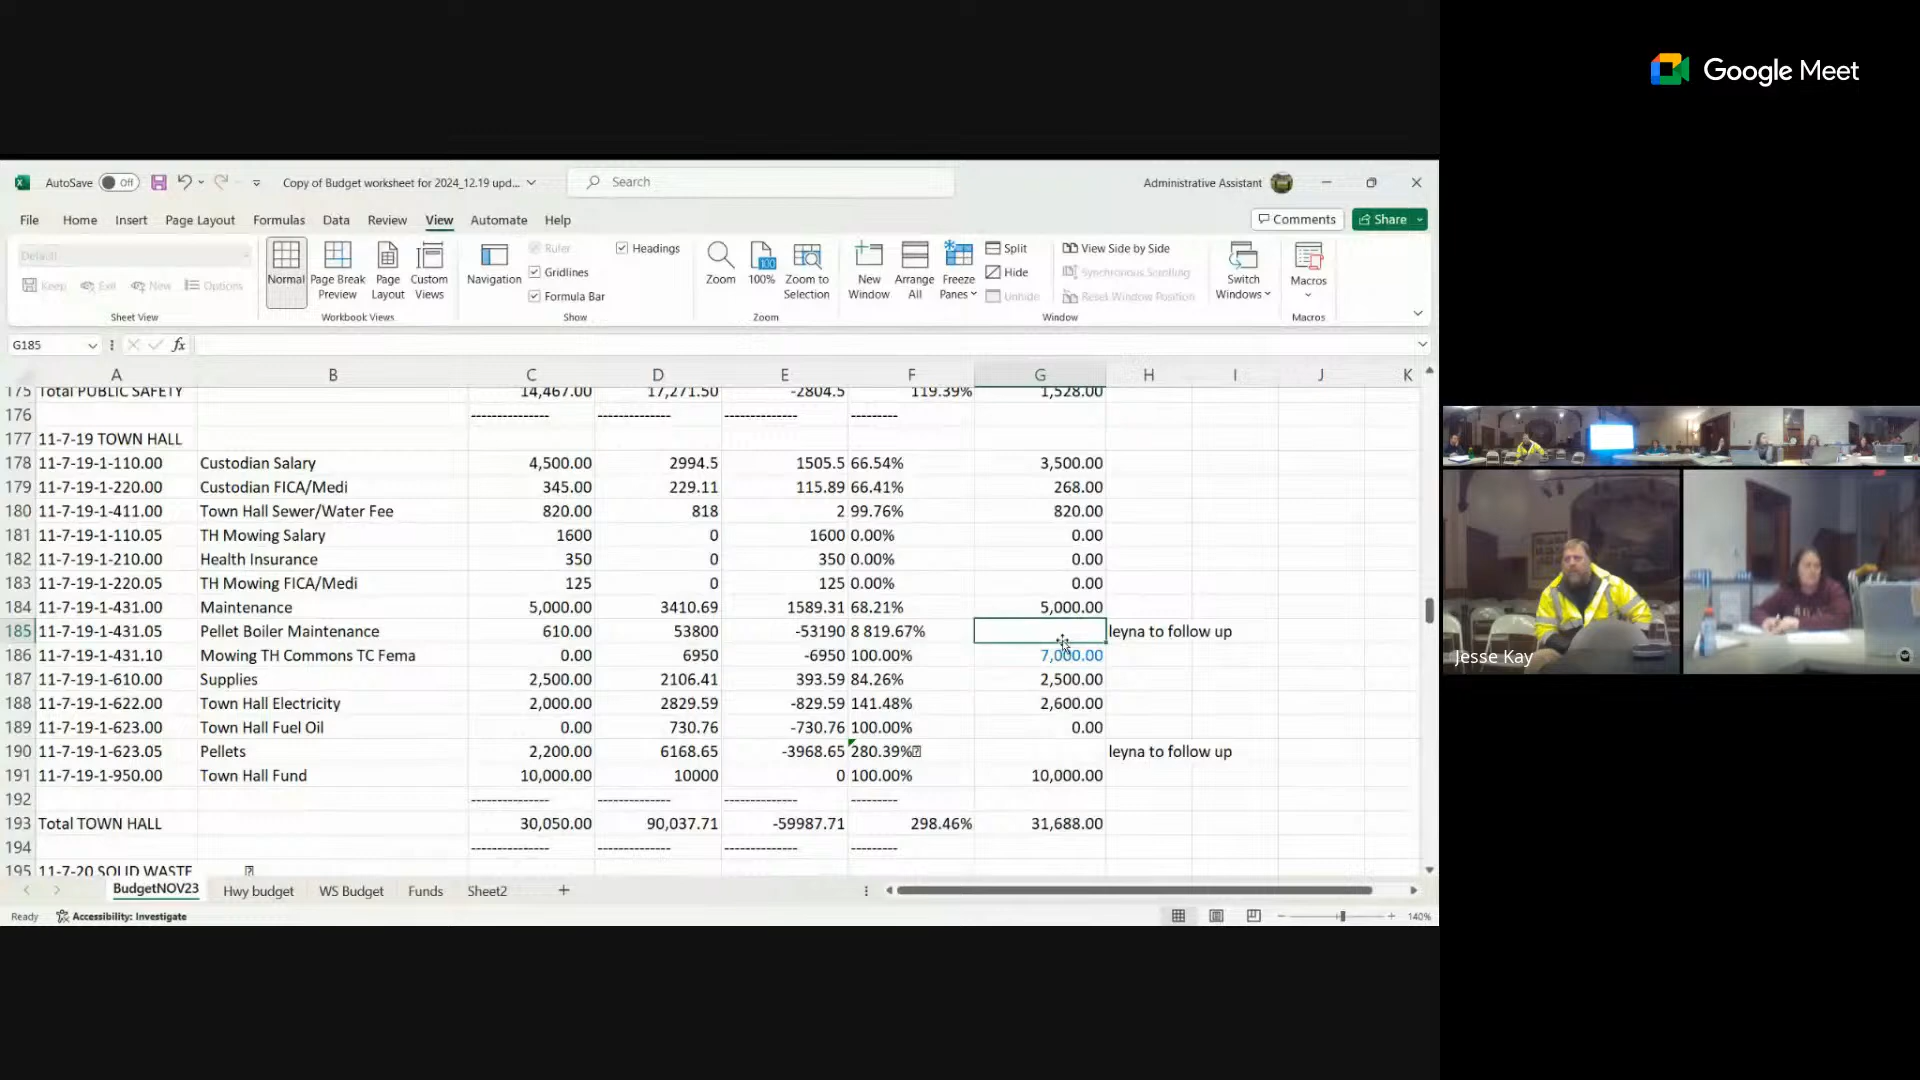 Google Meet
AutoSave Off
Copy of Budget worksheet for 2024_12.19 upd...
Search
Administrative Assistant
File Home Insert Page Layout Formulas Data Review View Automate Help
Comments Share
Default
Keep Exit New Options
Sheet View
Normal Page Break Preview Page Layout Custom Views
Workbook Views
Navigation
Ruler
Gridlines
Formula Bar
Headings
Show
Zoom 100% Zoom to Selection
Zoom
New Window Arrange All Freeze Panes
Split
Hide
Unhide
View Side by Side
Synchronous Scrolling
Reset Window Position
Window
Switch Windows
Macros
Macros
G185 fx
A B C D E F G H I J K
175 Total PUBLIC SAFETY 14,467.00 17,271.50 -2804.5 119.39% 1,528.00
176 --------------- -------------- -------------- ---------
177 11-7-19 TOWN HALL
178 11-7-19-1-110.00 Custodian Salary 4,500.00 2994.5 1505.5 66.54% 3,500.00
179 11-7-19-1-220.00 Custodian FICA/Medi 345.00 229.11 115.89 66.41% 268.00
180 11-7-19-1-411.00 Town Hall Sewer/Water Fee 820.00 818 2 99.76% 820.00
181 11-7-19-1-110.05 TH Mowing Salary 1600 0 1600 0.00% 0.00
182 11-7-19-1-210.00 Health Insurance 350 0 350 0.00% 0.00
183 11-7-19-1-220.05 TH Mowing FICA/Medi 125 0 125 0.00% 0.00
184 11-7-19-1-431.00 Maintenance 5,000.00 3410.69 1589.31 68.21% 5,000.00
185 11-7-19-1-431.05 Pellet Boiler Maintenance 610.00 53800 -53190 8 819.67% leyna to follow up
186 11-7-19-1-431.10 Mowing TH Commons TC Fema 0.00 6950 -6950 100.00% 7,000.00
187 11-7-19-1-610.00 Supplies 2,500.00 2106.41 393.59 84.26% 2,500.00
188 11-7-19-1-622.00 Town Hall Electricity 2,000.00 2829.59 -829.59 141.48% 2,600.00
189 11-7-19-1-623.00 Town Hall Fuel Oil 0.00 730.76 -730.76 100.00% 0.00
190 11-7-19-1-623.05 Pellets 2,200.00 6168.65 -3968.65 280.39% leyna to follow up
191 11-7-19-1-950.00 Town Hall Fund 10,000.00 10000 0 100.00% 10,000.00
192 --------------- -------------- -------------- ---------
193 Total TOWN HALL 30,050.00 90,037.71 -59987.71 298.46% 31,688.00
194 --------------- -------------- -------------- ---------
195 11-7-20 SOLID WASTE
BudgetNOV23 Hwy budget WS Budget Funds Sheet2
Ready Accessibility: Investigate 140%
Jesse Kay